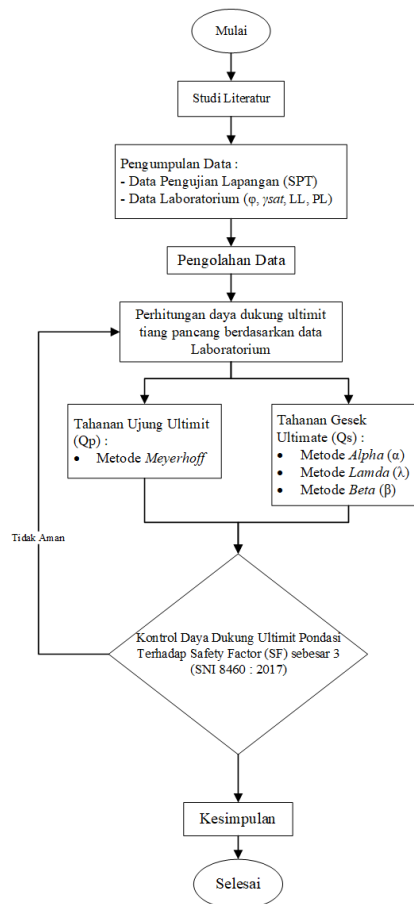 Mulai
Studi Literatur
Pengumpulan Data :
- Data Pengujian Lapangan (SPT)
- Data Laboratorium (φ, γsat, LL, PL)
Pengolahan Data
Perhitungan daya dukung ultimit
tiang pancang berdasarkan data
Laboratorium
Tahanan Ujung Ultimit
(Qp) :
• Metode Meyerhoff
Tahanan Gesek
Ultimate (Qs) :
• Metode Alpha (α)
• Metode Lamda (λ)
• Metode Beta (β)
Tidak Aman
Kontrol Daya Dukung Ultimit Pondasi
Terhadap Safety Factor (SF) sebesar 3
(SNI 8460 : 2017)
Kesimpulan
Selesai